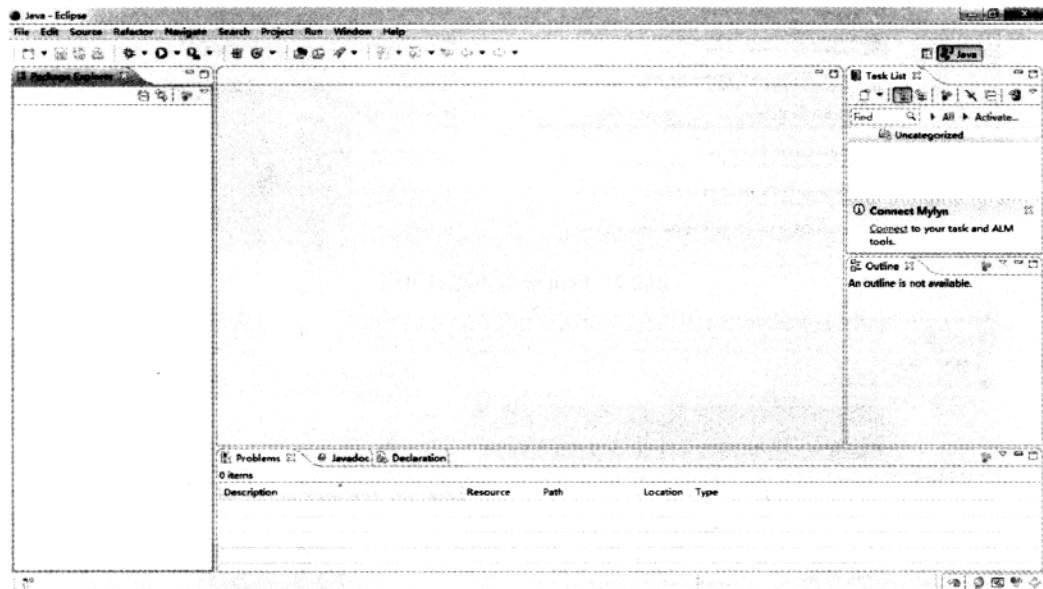 Java - Eclipse
File Edit Source Refactor Navigate Search Project Run Window Help
Java
Package Explorer
Task List
Find All Activate...
Uncategorized
Connect Mylyn
Connect to your task and ALM
tools.
Outline
An outline is not available.
Problems Javadoc Declaration
0 items
Description Resource Path Location Type